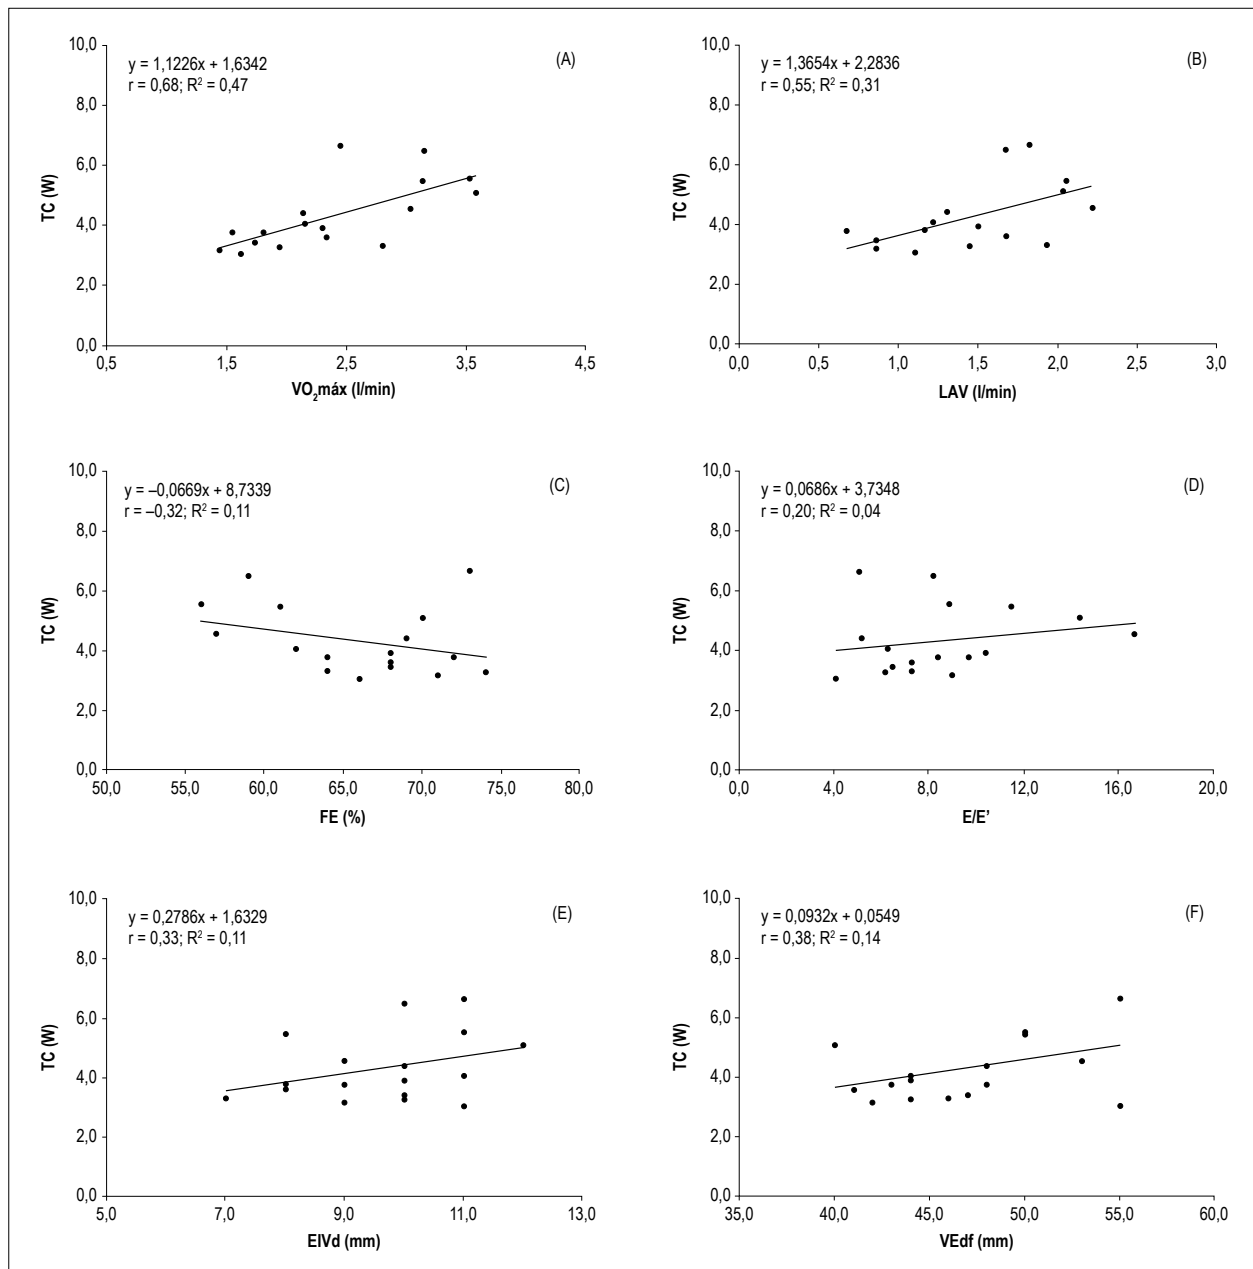 y = 1,1226x + 1,6342
r = 0,68; R² = 0,47
(A)
10,0
8,0
6,0
4,0
2,0
0,0
TC (W)
0,5 1,5 2,5 3,5 4,5
VO₂máx (l/min)
y = 1,3654x + 2,2836
r = 0,55; R² = 0,31
(B)
10,0
8,0
6,0
4,0
2,0
0,0
TC (W)
0,0 0,5 1,0 1,5 2,0 2,5 3,0
LAV (l/min)
y = –0,0669x + 8,7339
r = –0,32; R² = 0,11
(C)
10,0
8,0
6,0
4,0
2,0
0,0
TC (W)
50,0 55,0 60,0 65,0 70,0 75,0 80,0
FE (%)
y = 0,0686x + 3,7348
r = 0,20; R² = 0,04
(D)
10,0
8,0
6,0
4,0
2,0
0,0
TC (W)
0,0 4,0 8,0 12,0 16,0 20,0
E/E'
y = 0,2786x + 1,6329
r = 0,33; R² = 0,11
(E)
10,0
8,0
6,0
4,0
2,0
0,0
TC (W)
5,0 7,0 9,0 11,0 13,0
EIVd (mm)
y = 0,0932x + 0,0549
r = 0,38; R² = 0,14
(F)
10,0
8,0
6,0
4,0
2,0
0,0
TC (W)
35,0 40,0 45,0 50,0 55,0 60,0
VEdf (mm)